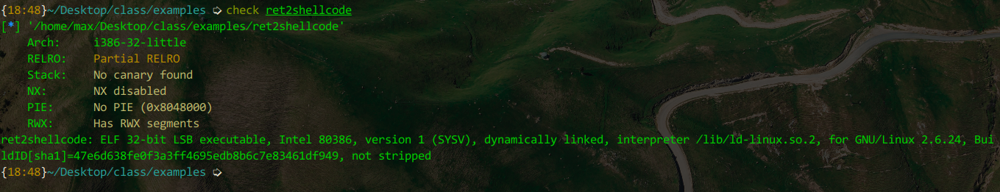 {18:48}~/Desktop/class/examples ➭ check ret2shellcode
[*] '/home/max/Desktop/class/examples/ret2shellcode'
    Arch:     i386-32-little
    RELRO:    Partial RELRO
    Stack:    No canary found
    NX:       NX disabled
    PIE:      No PIE (0x8048000)
    RWX:      Has RWX segments
ret2shellcode: ELF 32-bit LSB executable, Intel 80386, version 1 (SYSV), dynamically linked, interpreter /lib/ld-linux.so.2, for GNU/Linux 2.6.24, Bui
ldID[sha1]=47e6d638fe0f3a3ff4695edb8b6c7e83461df949, not stripped
{18:48}~/Desktop/class/examples ➭